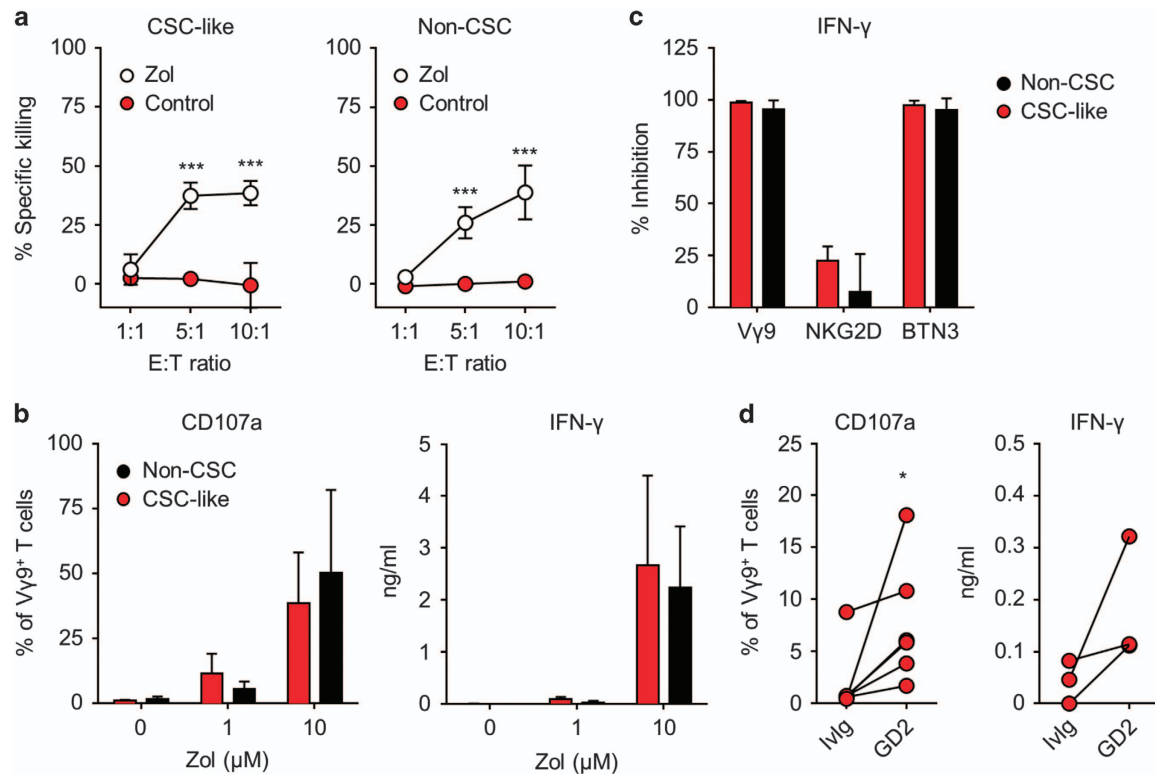 a
CSC-like
Non-CSC
% Specific killing
100
75
50
25
0
Zol
Control
***
***
1:1 5:1 10:1
E:T ratio
100
75
50
25
0
Zol
Control
***
***
1:1 5:1 10:1
E:T ratio
c
IFN-γ
% Inhibition
125
100
75
50
25
0
Vγ9 NKG2D BTN3
Non-CSC
CSC-like
b
CD107a
% of Vγ9⁺ T cells
100
75
50
25
0
Non-CSC
CSC-like
0 1 10
Zol (μM)
IFN-γ
ng/ml
5
4
3
2
1
0
0 1 10
Zol (μM)
d
CD107a
% of Vγ9⁺ T cells
25
20
15
10
5
0
*
IvIg GD2
IFN-γ
ng/ml
0.5
0.4
0.3
0.2
0.1
0
IvIg GD2